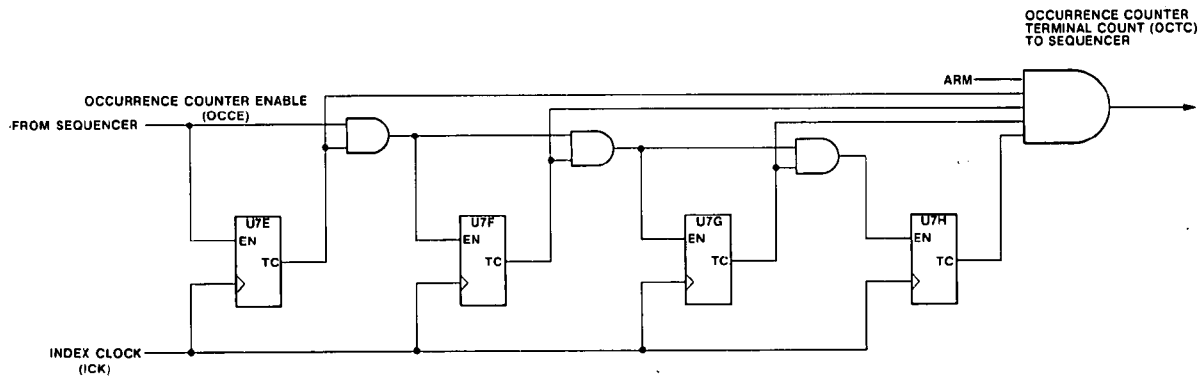 OCCURRENCE COUNTER
TERMINAL COUNT (OCTC)
TO SEQUENCER
ARM
OCCURRENCE COUNTER ENABLE
(OCCE)
FROM SEQUENCER
U7E
EN
TC
U7F
EN
TC
U7G
EN
TC
U7H
EN
TC
INDEX CLOCK
(ICK)